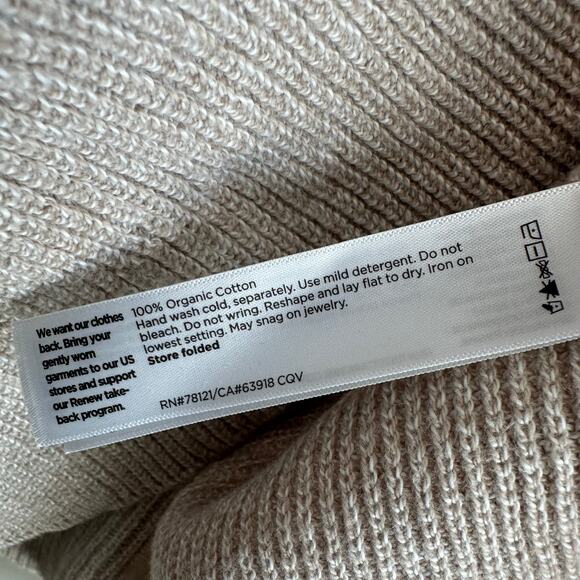 We want our clothes
back. Bring your
gently worn
garments to our US
stores and support
our Renew take-
back program.
100% Organic Cotton
Hand wash cold, separately. Use mild detergent. Do not
bleach. Do not wring. Reshape and lay flat to dry. Iron on
lowest setting. May snag on jewelry.
Store folded
RN#78121/CA#63918 CQV